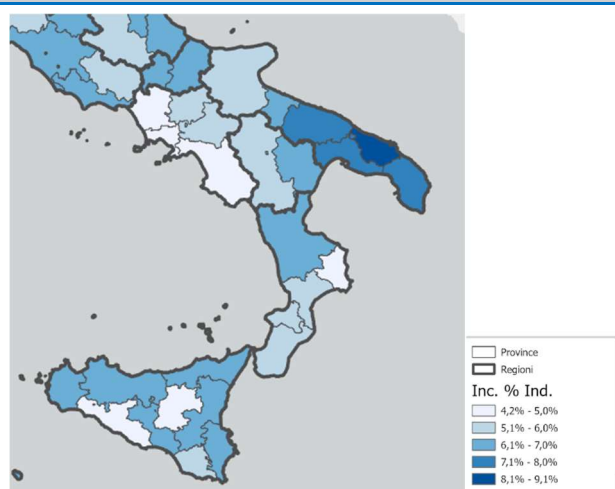 Province
Regioni
Inc. % Ind.
4,2% - 5,0%
5,1% - 6,0%
6,1% - 7,0%
7,1% - 8,0%
8,1% - 9,1%